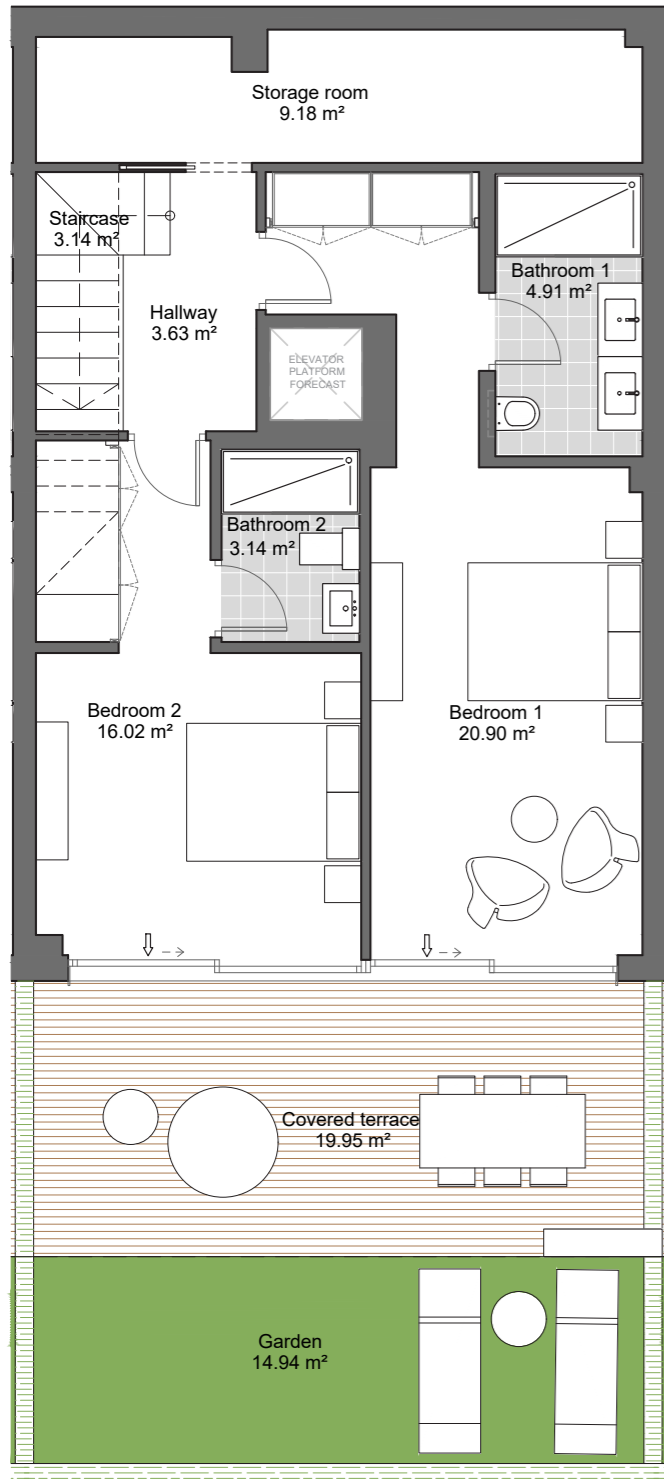 Storage room
9.18 m²
Staircase
3.14 m²
Hallway
3.63 m²
Bathroom 1
4.91 m²
ELEVATOR
PLATFORM
FORECAST
Bathroom 2
3.14 m²
Bedroom 2
16.02 m²
Bedroom 1
20.90 m²
Covered terrace
19.95 m²
Garden
14.94 m²